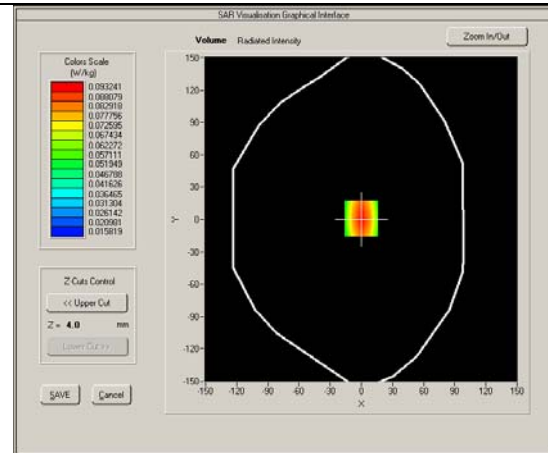 SAR Visualisation Graphical Interface
Volume Radiated Intensity
Zoom In/Out
Colors Scale
(W/kg)
0.093241
0.088079
0.082918
0.077756
0.072595
0.067434
0.062272
0.057111
0.051949
0.046788
0.041626
0.036465
0.031304
0.026142
0.020981
0.015819
Z-Cuts Control
<< Upper Cut
Z = 4.0 mm
Lower Cut >>
SAVE
Cancel
150
120
90
60
30
0
-30
-60
-90
-120
-150
Y
-150 -120 -90 -60 -30 0 30 60 90 120 150
X